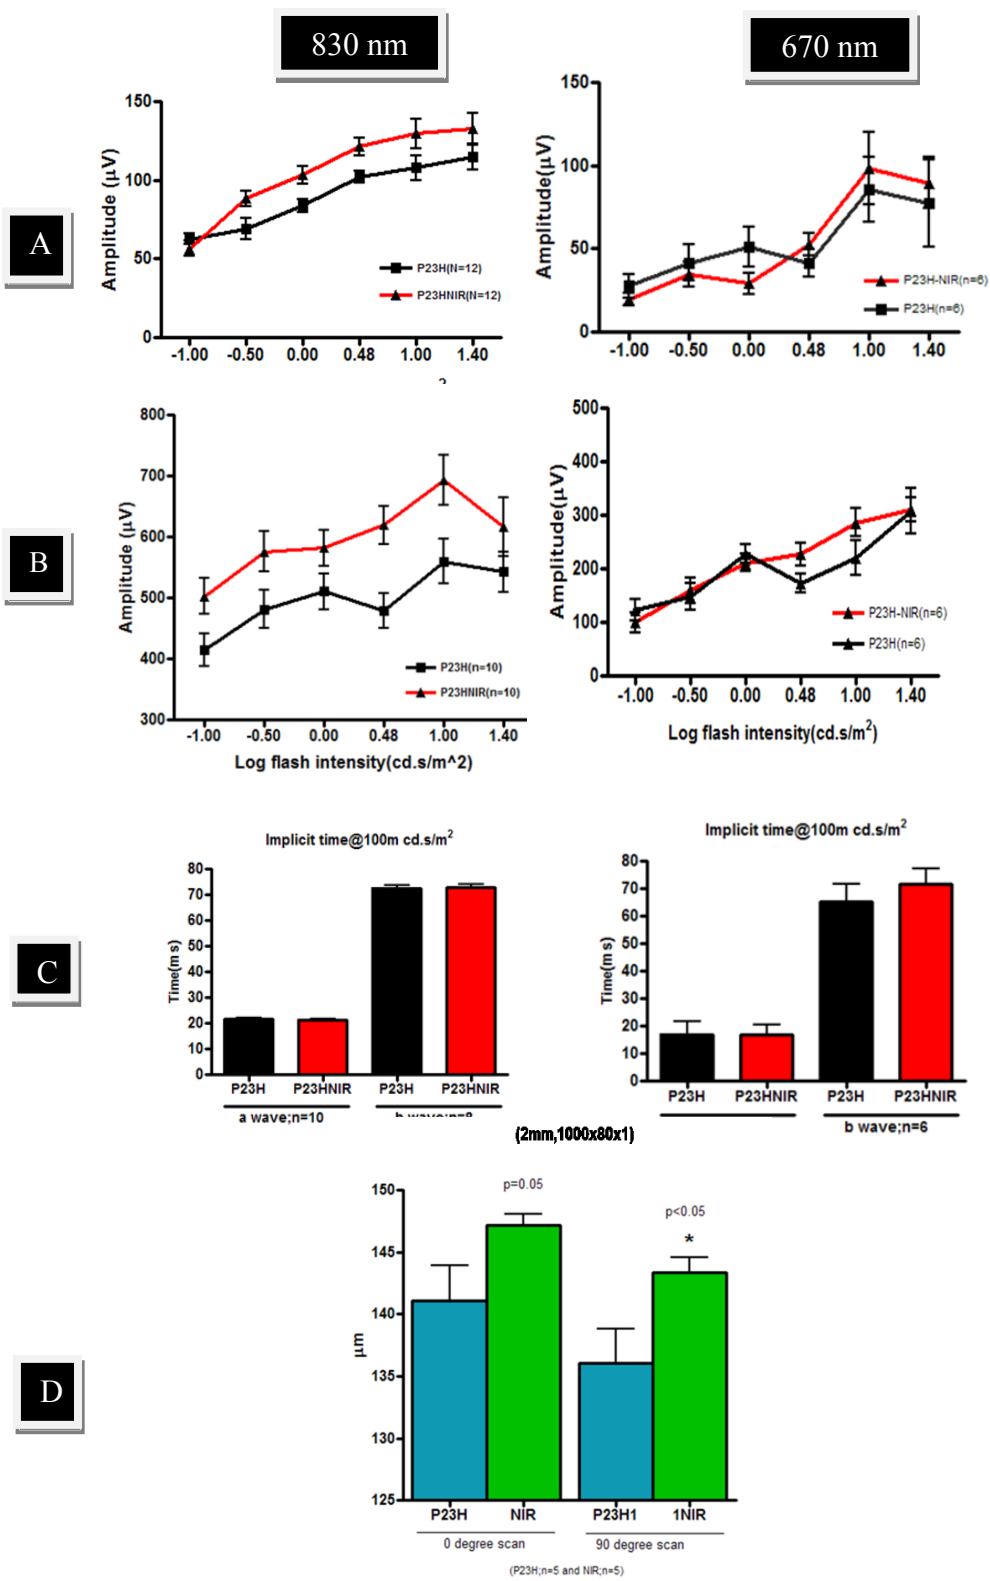 830 nm
670 nm
A
150
100
50
0
Amplitude (µV)
P23H(N=12)
P23HNIR(N=12)
-1.00 -0.50 0.00 0.48 1.00 1.40
150
100
50
0
Amplitude(µV)
P23H-NIR(n=6)
P23H(n=6)
-1.00 -0.50 0.00 0.48 1.00 1.40
B
800
700
600
500
400
300
Amplitude (µV)
P23H(n=10)
P23HNIR(n=10)
-1.00 -0.50 0.00 0.48 1.00 1.40
Log flash intensity(cd.s/m^2)
500
400
300
200
100
0
Amplitude(µV)
P23H-NIR(n=6)
P23H(n=6)
-1.00 -0.50 0.00 0.48 1.00 1.40
Log flash intensity(cd.s/m²)
C
Implicit time@100m cd.s/m²
80
70
60
50
40
30
20
10
0
Time(ms)
P23H P23HNIR P23H P23HNIR
a wave;n=10
Implicit time@100m cd.s/m²
80
70
60
50
40
30
20
10
0
Time(ms)
P23H P23HNIR P23H P23HNIR
b wave;n=6
(2mm,1000x80x1)
D
150
145
140
135
130
125
µm
p=0.05
p<0.05
*
P23H NIR P23H1 1NIR
0 degree scan 90 degree scan
(P23H;n=5 and NIR;n=5)